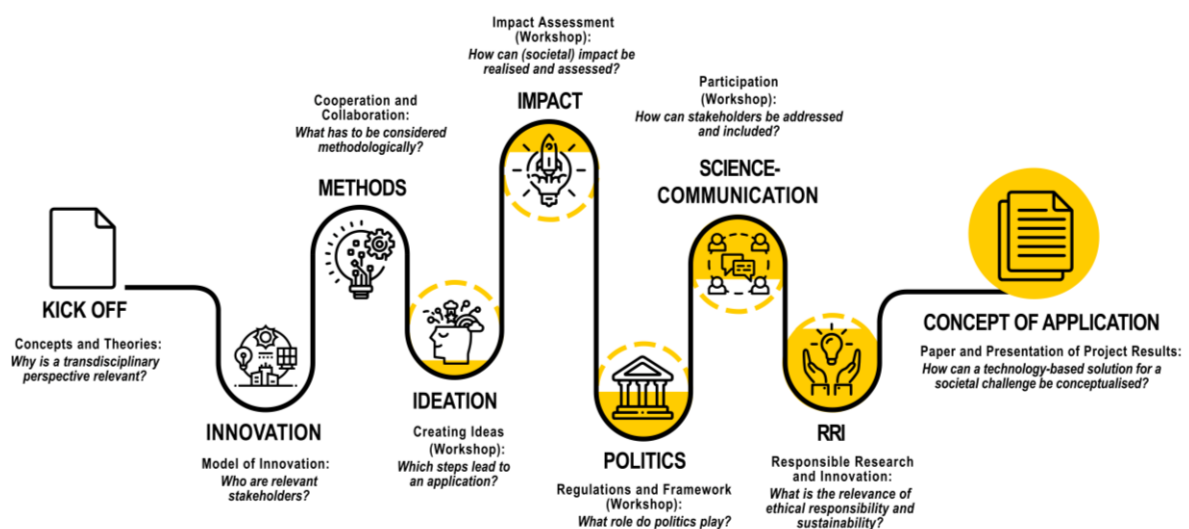 KICK OFF
Concepts and Theories:
Why is a transdisciplinary
perspective relevant?
INNOVATION
Model of Innovation:
Who are relevant
stakeholders?
Cooperation and
Collaboration:
What has to be considered
methodologically?
METHODS
IDEATION
Creating Ideas
(Workshop):
Which steps lead to
an application?
Impact Assessment
(Workshop):
How can (societal) impact be
realised and assessed?
IMPACT
POLITICS
Regulations and Framework
(Workshop):
What role do politics play?
Participation
(Workshop):
How can stakeholders be addressed
and included?
SCIENCE-
COMMUNICATION
RRI
Responsible Research
and Innovation:
What is the relevance of
ethical responsibility and
sustainability?
CONCEPT OF APPLICATION
Paper and Presentation of Project Results:
How can a technology-based solution for a
societal challenge be conceptualised?